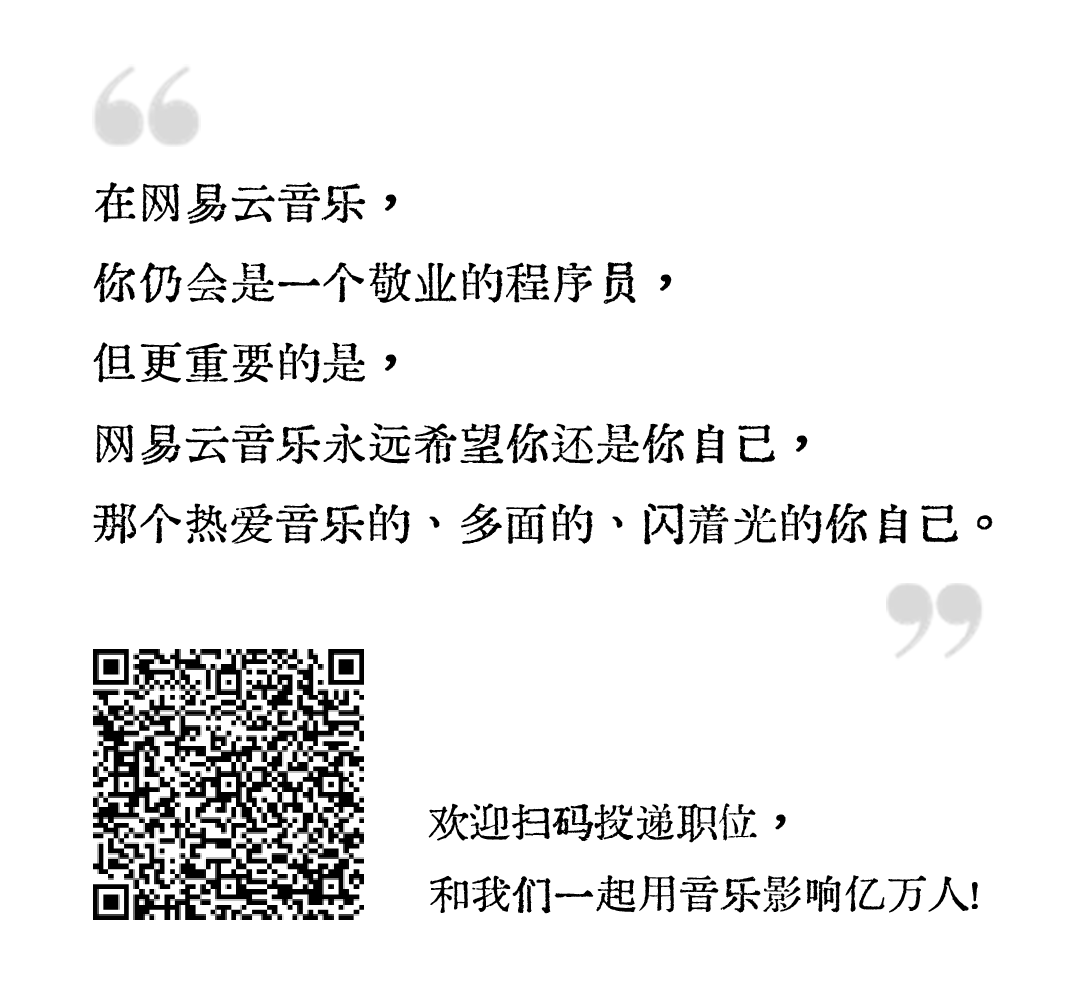 在网易云音乐，
你仍会是一个敬业的程序员，
但更重要的是，
网易云音乐永远希望你还是你自己，
那个热爱音乐的、多面的、闪着光的你自己。
欢迎扫码投递职位，
和我们一起用音乐影响亿万人!